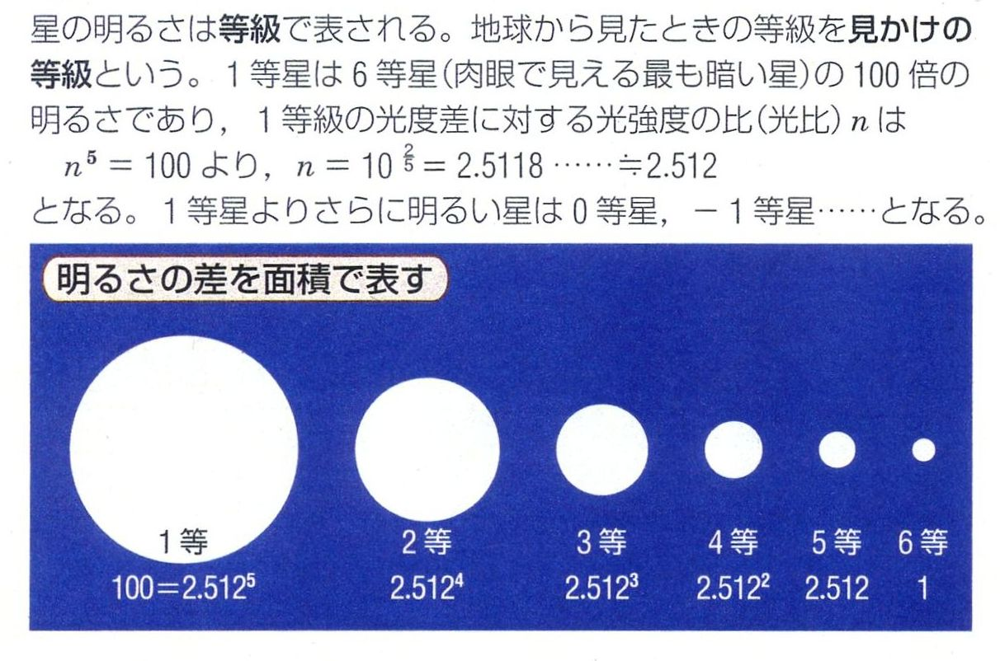 星の明るさは等級で表される。地球から見たときの等級を見かけの
等級という。1等星は6等星(肉眼で見える最も暗い星)の100倍の
明るさであり，1等級の光度差に対する光強度の比(光比)nは
n⁵＝100より，n＝10^(2/5)＝2.5118……≒2.512
となる。1等星よりさらに明るい星は0等星，－1等星……となる。
明るさの差を面積で表す
1等 2等 3等 4等 5等 6等
100＝2.512⁵ 2.512⁴ 2.512³ 2.512² 2.512 1